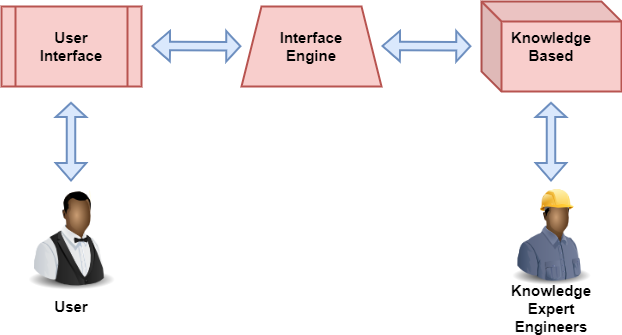 User
Interface
Interface
Engine
Knowledge
Based
User
Knowledge
Expert
Engineers